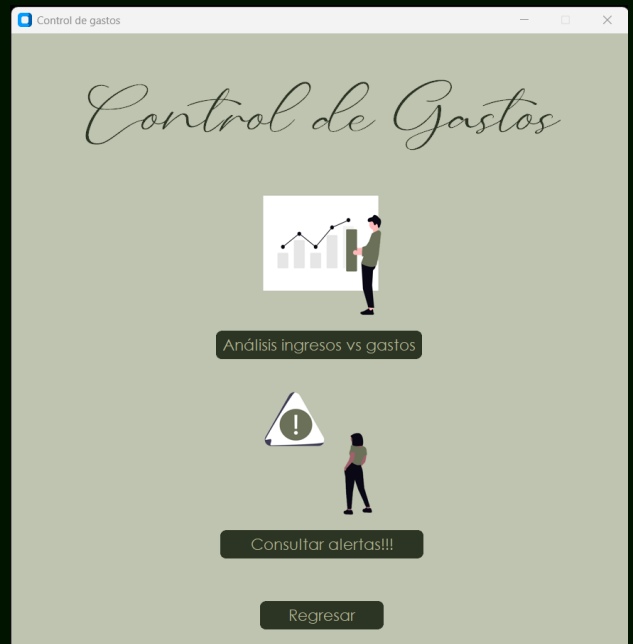 Control de gastos
Control de Gastos
Análisis ingresos vs gastos
!
Consultar alertas!!!
Regresar